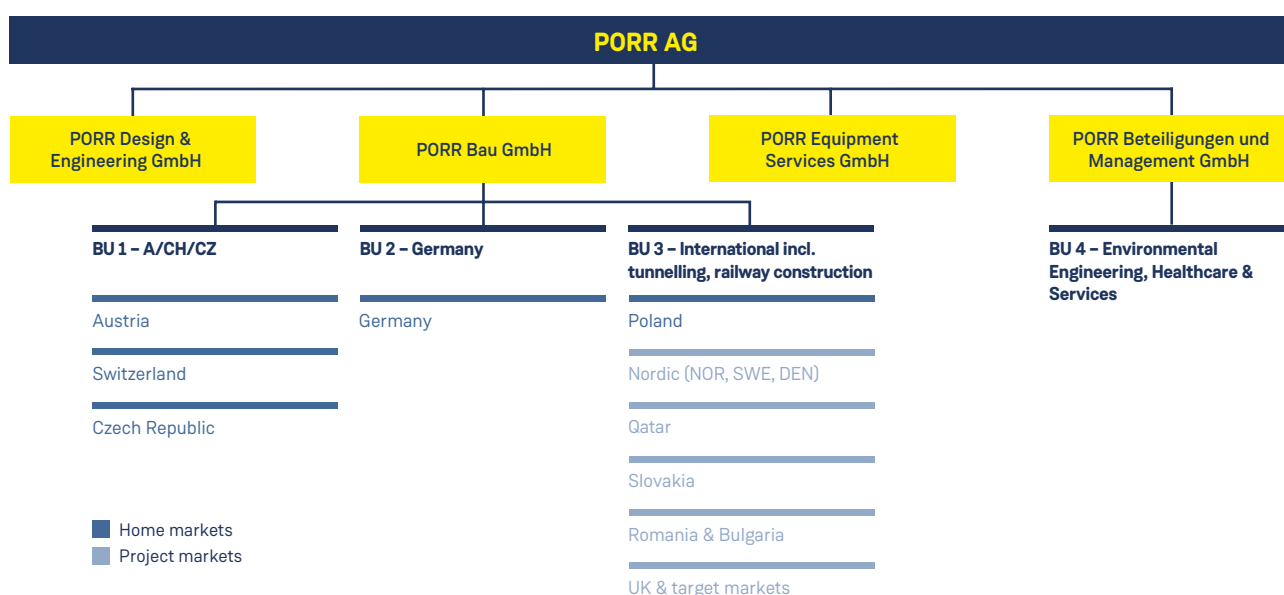 PORR AG
PORR Design &
Engineering GmbH
PORR Bau GmbH
PORR Equipment
Services GmbH
PORR Beteiligungen und
Management GmbH
BU 1 – A/CH/CZ
Austria
Switzerland
Czech Republic
BU 2 – Germany
Germany
BU 3 – International incl.
tunnelling, railway construction
Poland
Nordic (NOR, SWE, DEN)
Qatar
Slovakia
Romania & Bulgaria
UK & target markets
BU 4 – Environmental
Engineering, Healthcare &
Services
Home markets
Project markets